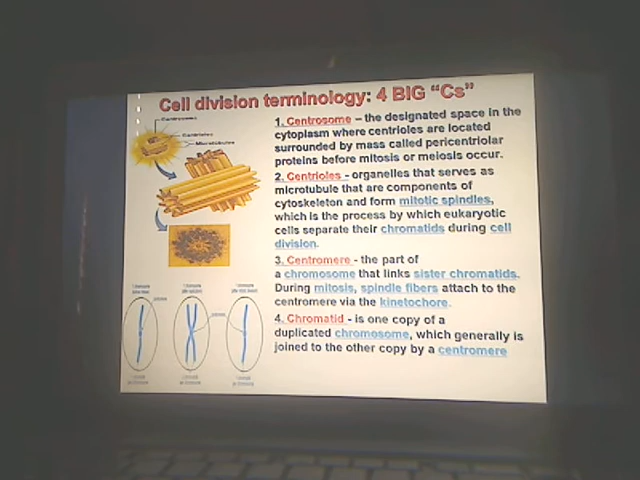 Cell division terminology: 4 BIG "Cs"
Centrosome
Centrioles
Microtubules
1. Centrosome – the designated space in the
cytoplasm where centrioles are located
surrounded by mass called pericentriolar
proteins before mitosis or meiosis occur.
2. Centrioles - organelles that serves as
microtubule that are components of
cytoskeleton and form mitotic spindles,
which is the process by which eukaryotic
cells separate their chromatids during cell
division.
3. Centromere - the part of
a chromosome that links sister chromatids.
During mitosis, spindle fibers attach to the
centromere via the kinetochore.
4. Chromatid - is one copy of a
duplicated chromosome, which generally is
joined to the other copy by a centromere